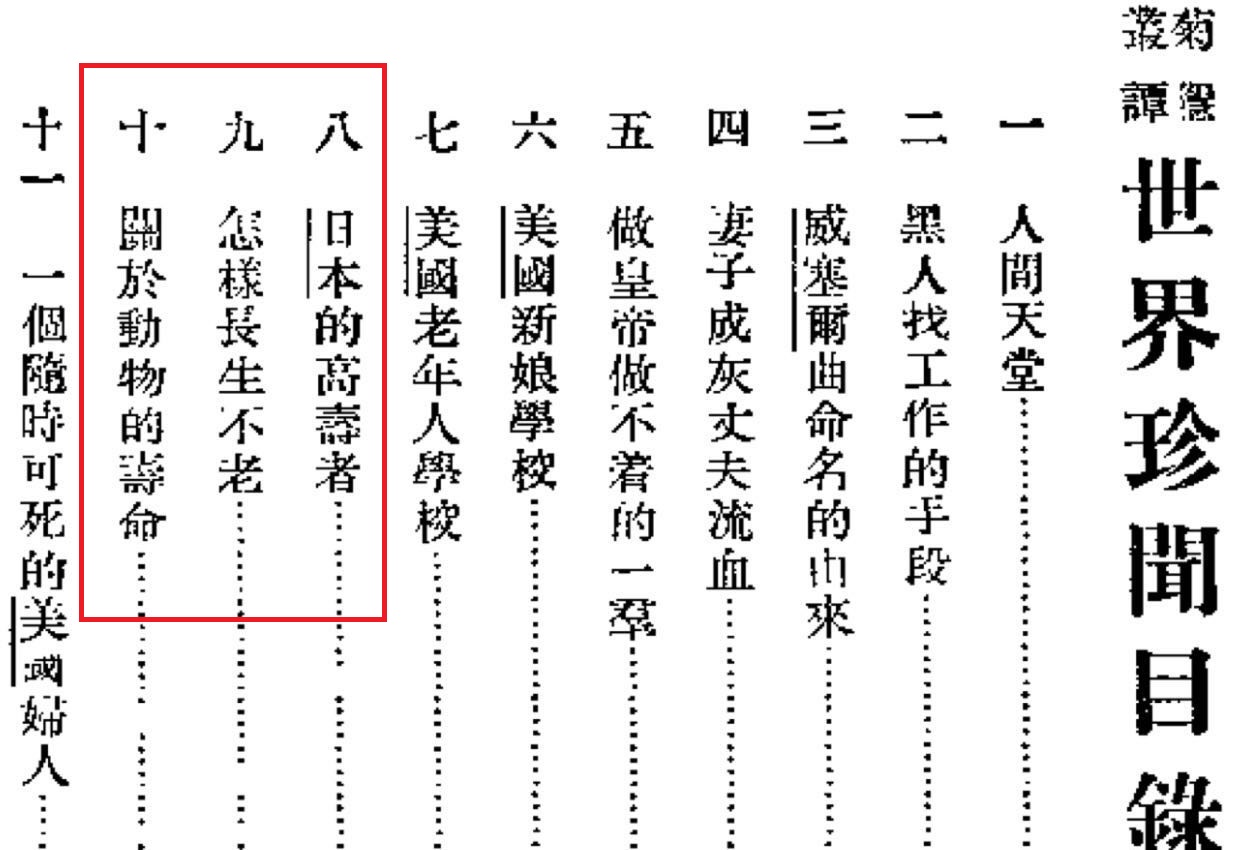 菊隱
叢譚
世界珍聞目錄
一 人間天堂
二 黑人找工作的手段
三 威塞爾曲命名的由來
四 妻子成灰丈夫流血
五 做皇帝做不着的一羣
六 美國新娘學校
七 美國老年人學校
八 日本的高壽者
九 怎樣長生不老
十 關於動物的壽命
十一 一個隨時可死的美國婦人